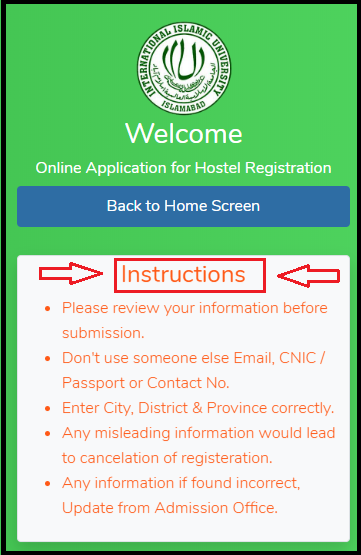 INTERNATIONAL ISLAMIC UNIVERSITY
ISLAMABAD
Welcome
Online Application for Hostel Registration
Back to Home Screen
Instructions
• Please review your information before
submission.
• Don't use someone else Email, CNIC /
Passport or Contact No.
• Enter City, District & Province correctly.
• Any misleading information would lead
to cancelation of registeration.
• Any information if found incorrect,
Update from Admission Office.